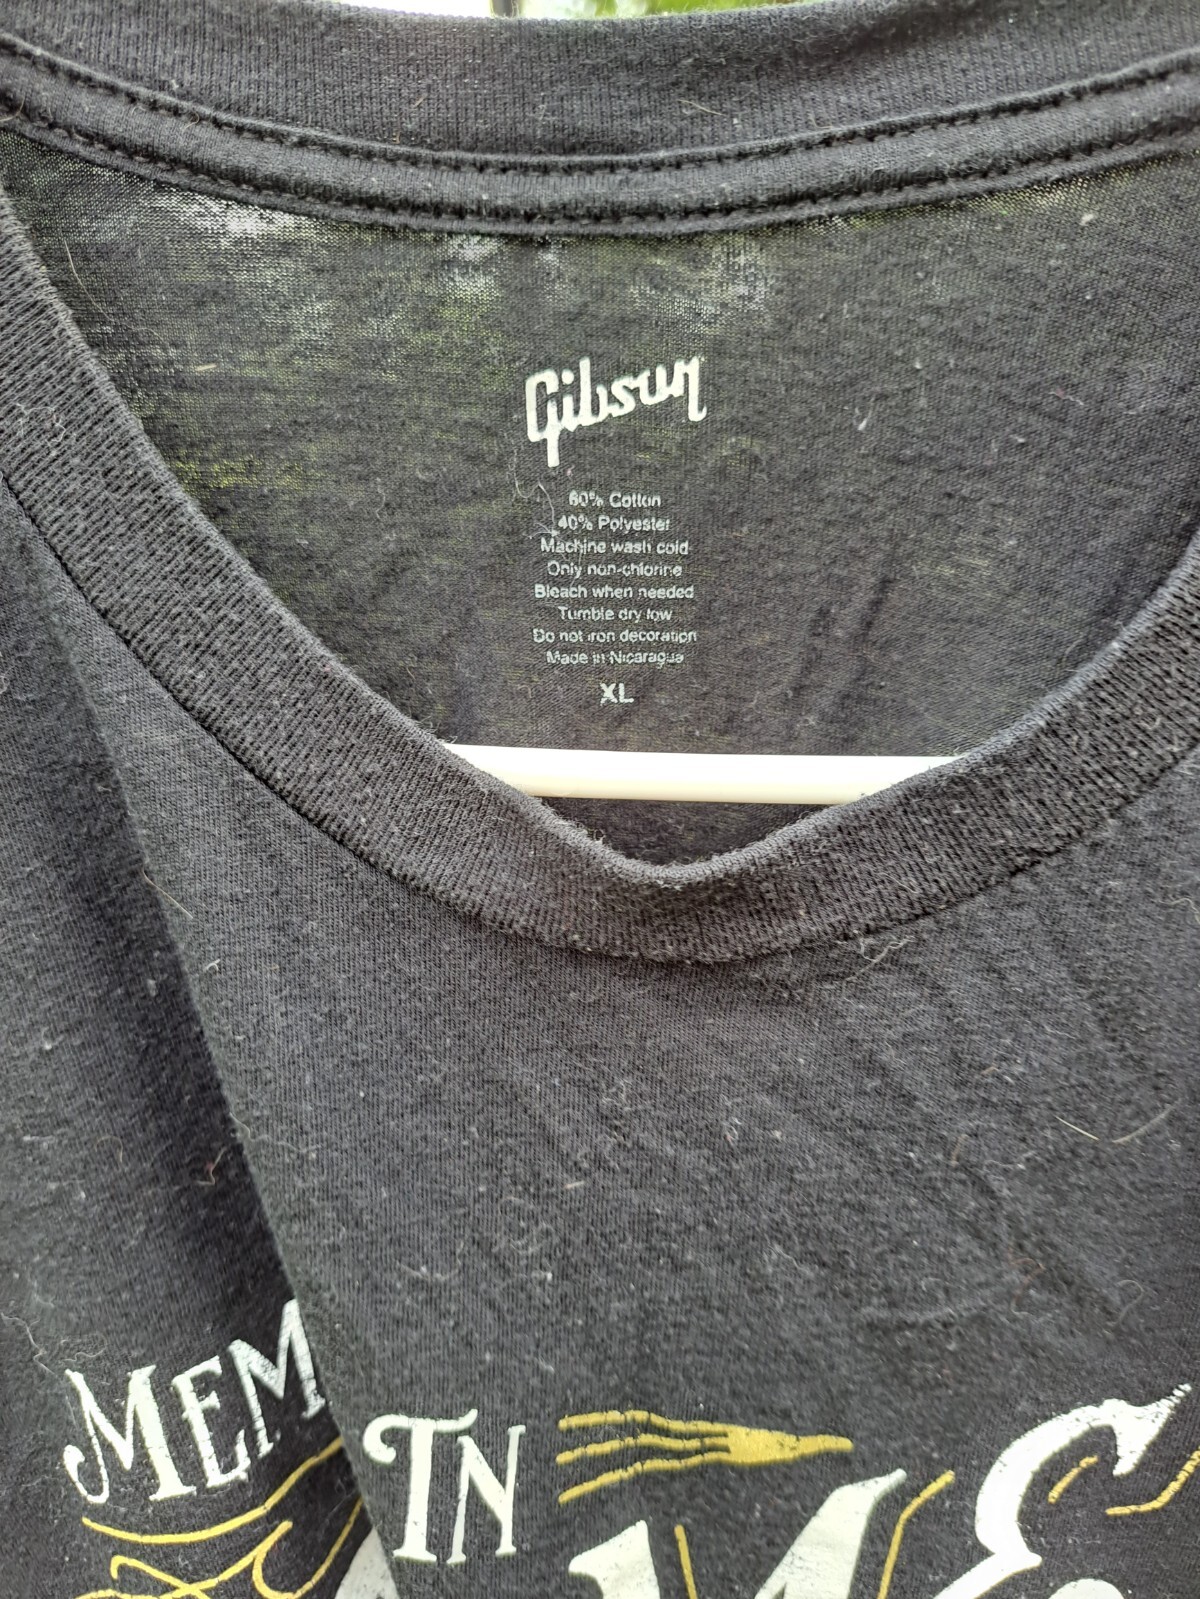 Gibson
60% Cotton
40% Polyester
Machine wash cold
Only non-chlorine
Bleach when needed
Tumble dry low
Do not iron decoration
Made in Nicaragua
XL
MEM
IN